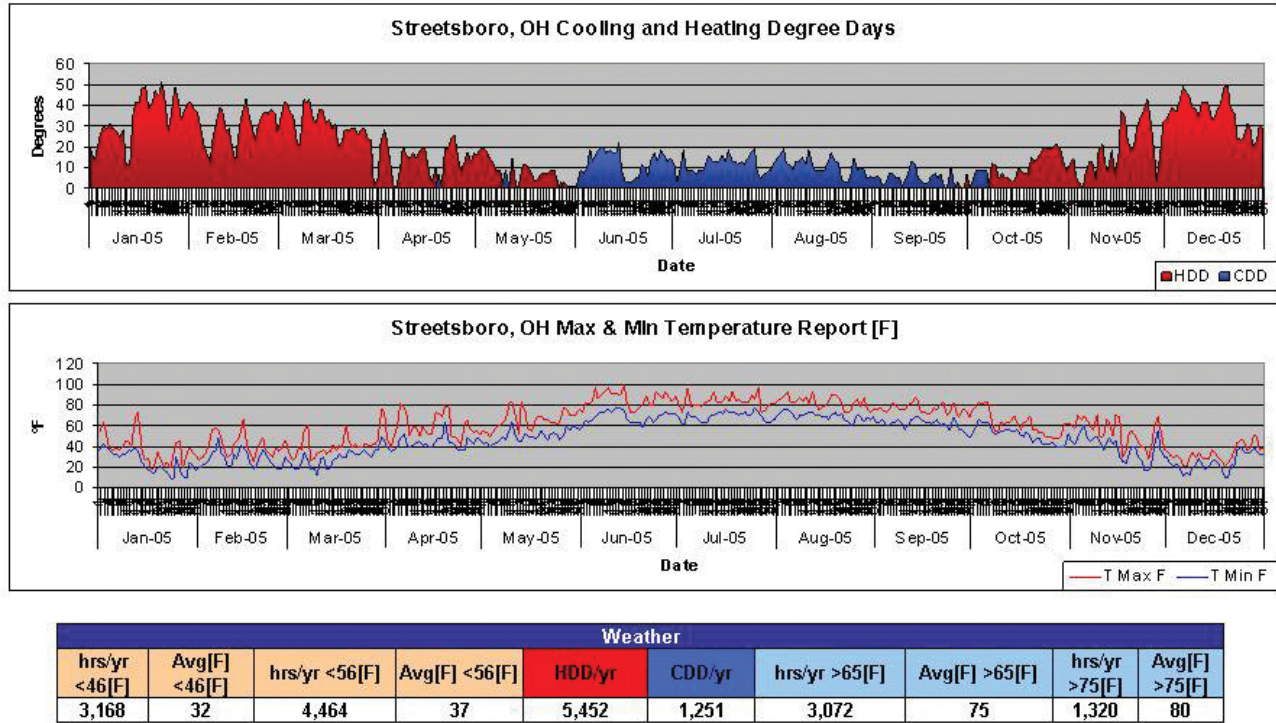 Streetsboro, OH Cooling and Heating Degree Days
60
50
40
30
20
10
0
Degrees
Jan-05 Feb-05 Mar-05 Apr-05 May-05 Jun-05 Jul-05 Aug-05 Sep-05 Oct-05 Nov-05 Dec-05
Date
HDD CDD
Streetsboro, OH Max & Min Temperature Report [F]
120
100
80
60
40
20
0
°F
Jan-05 Feb-05 Mar-05 Apr-05 May-05 Jun-05 Jul-05 Aug-05 Sep-05 Oct-05 Nov-05 Dec-05
Date
T Max F T Min F
Weather
hrs/yr <46[F] Avg[F] <46[F] hrs/yr <56[F] Avg[F] <56[F] HDD/yr CDD/yr hrs/yr >65[F] Avg[F] >65[F] hrs/yr >75[F] Avg[F] >75[F]
3,168 32 4,464 37 5,452 1,251 3,072 75 1,320 80